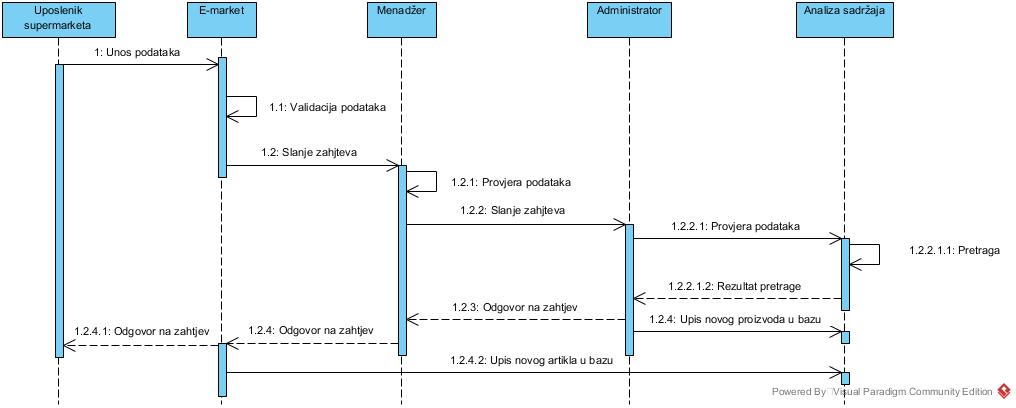 Uposlenik
supermarketa
E-market
Menadžer
Administrator
Analiza sadržaja
1: Unos podataka
1.1: Validacija podataka
1.2: Slanje zahjteva
1.2.1: Provjera podataka
1.2.2: Slanje zahjteva
1.2.2.1: Provjera podataka
1.2.2.1.1: Pretraga
1.2.2.1.2: Rezultat pretrage
1.2.3: Odgovor na zahtjev
1.2.4: Upis novog proizvoda u bazu
1.2.4: Odgovor na zahtjev
1.2.4.1: Odgovor na zahtjev
1.2.4.2: Upis novog artikla u bazu
Powered By Visual Paradigm Community Edition